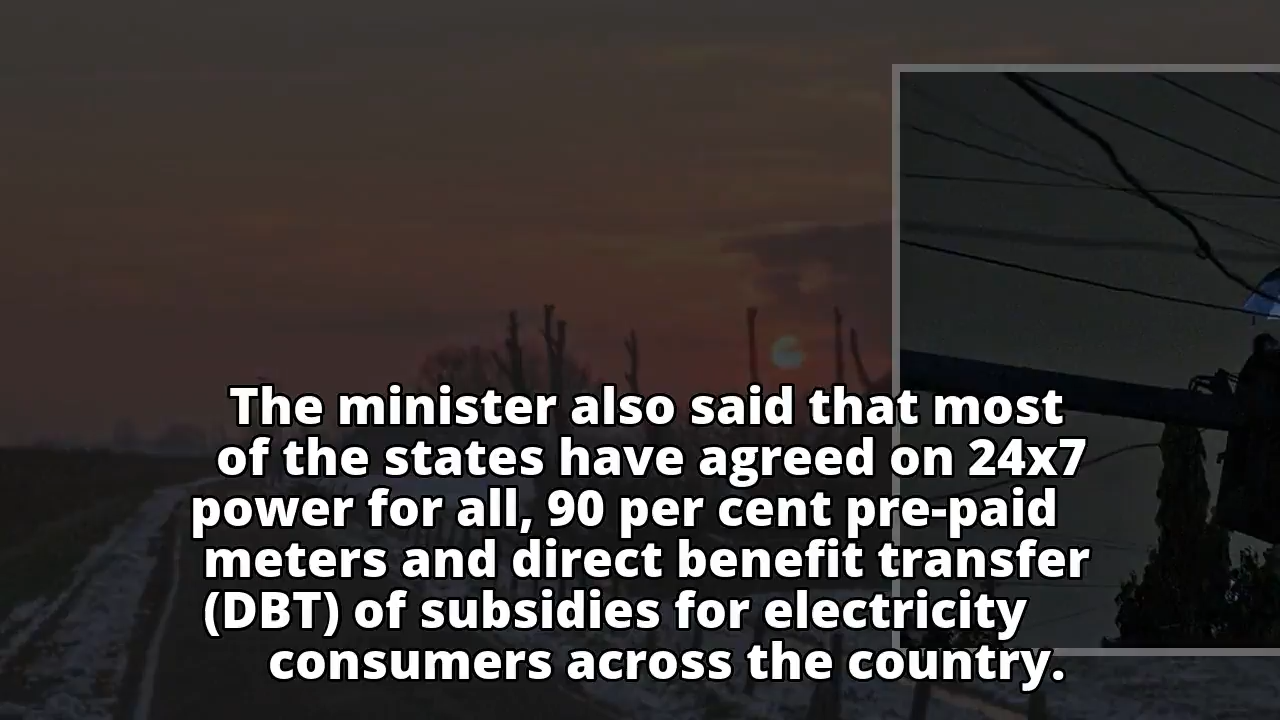 The minister also said that most
of the states have agreed on 24x7
power for all, 90 per cent pre-paid
meters and direct benefit transfer
(DBT) of subsidies for electricity
consumers across the country.